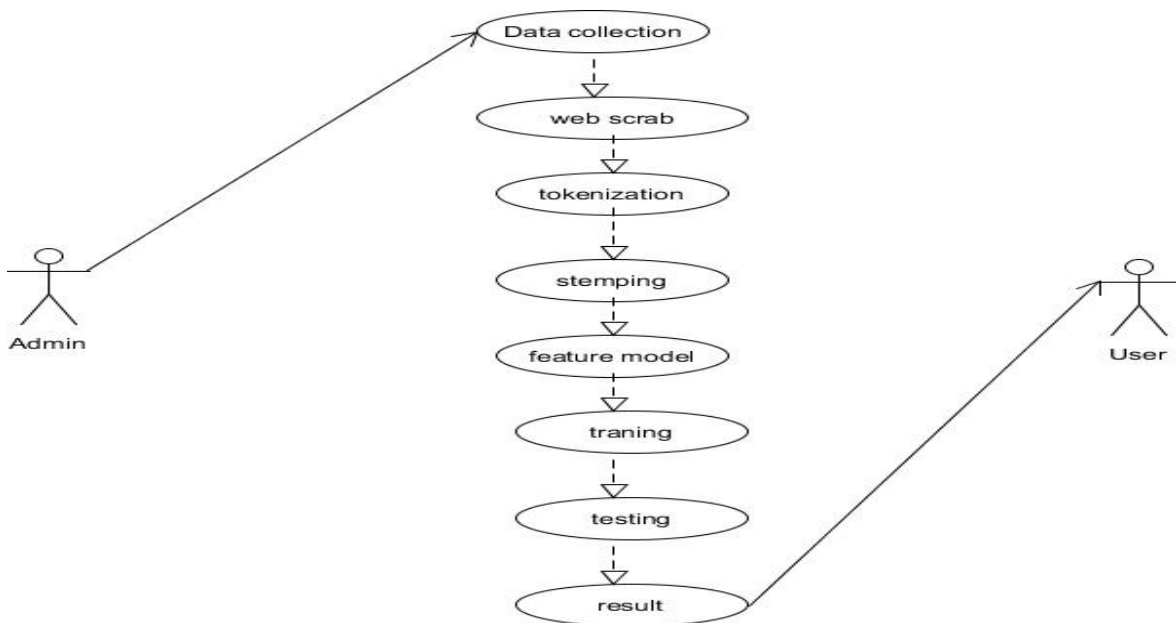 Data collection
web scrab
tokenization
stemping
Admin
feature model
User
traning
testing
result